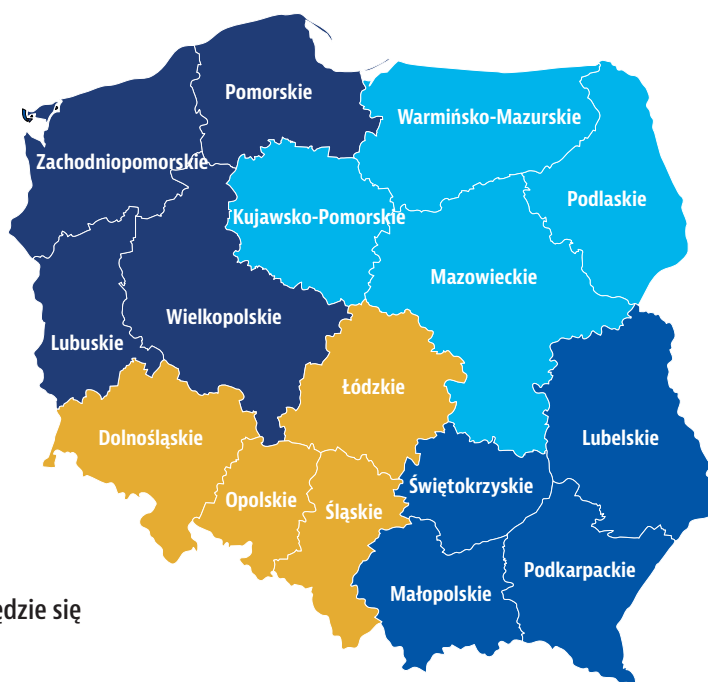 Pomorskie
Warmińsko-Mazurskie
Zachodniopomorskie
Podlaskie
Kujawsko-Pomorskie
Mazowieckie
Wielkopolskie
Lubuskie
Łódzkie
Dolnośląskie
Lubelskie
Świętokrzyskie
Opolskie
Śląskie
Podkarpackie
Małopolskie
ędzie się